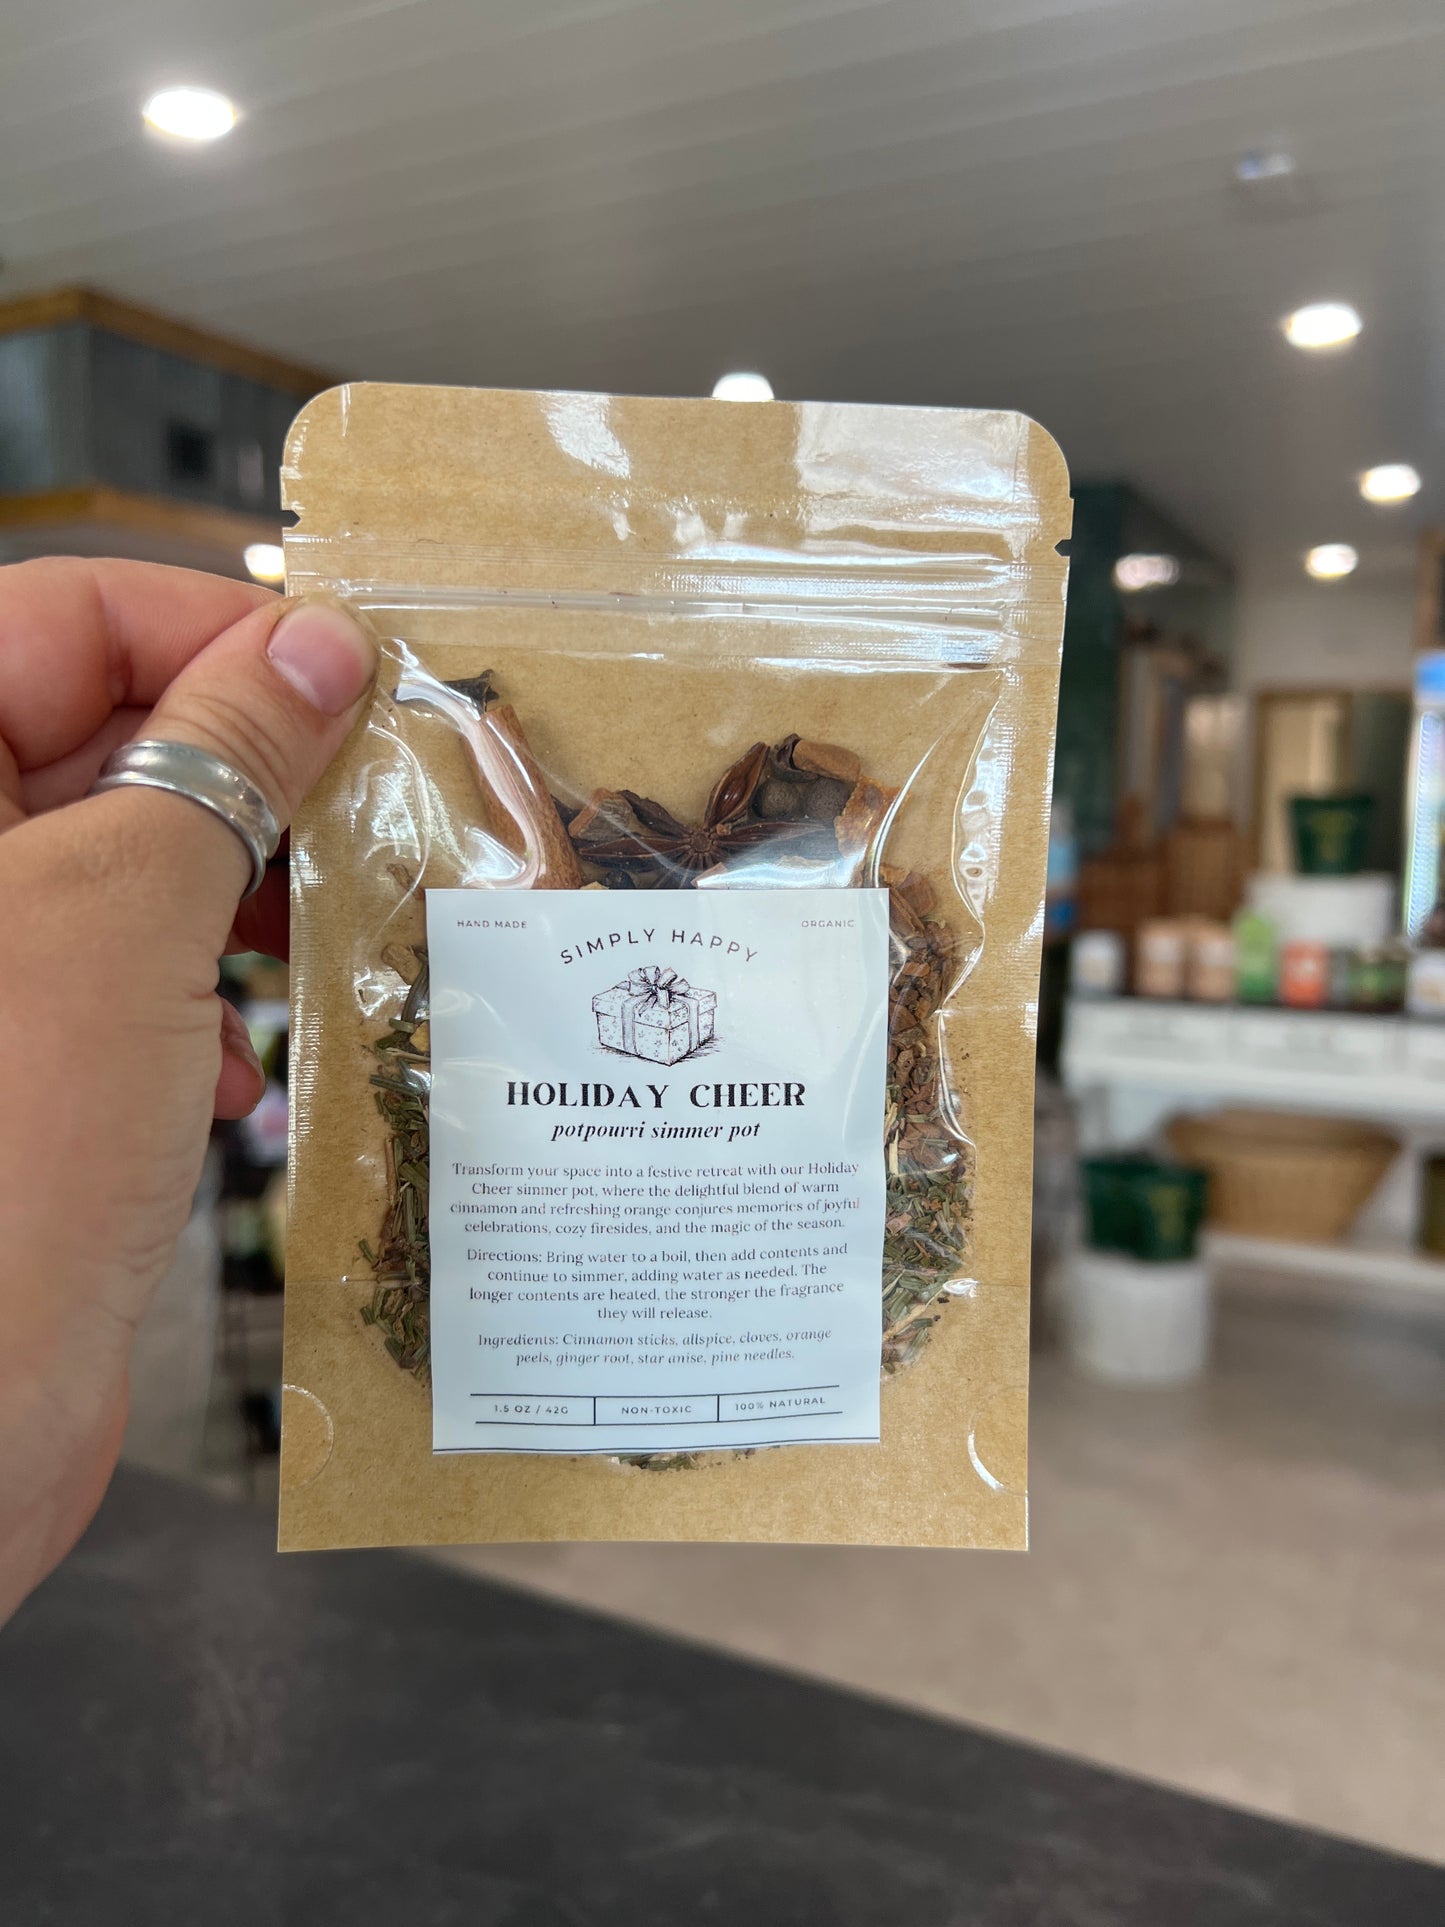 HAND MADE
ORGANIC
SIMPLY HAPPY
HOLIDAY CHEER
potpourri simmer pot
Transform your space into a festive retreat with our Holiday
Cheer simmer pot, where the delightful blend of warm
cinnamon and refreshing orange conjures memories of joyful
celebrations, cozy firesides, and the magic of the season.
Directions: Bring water to a boil, then add contents and
continue to simmer, adding water as needed. The
longer contents are heated, the stronger the fragrance
they will release.
Ingredients: Cinnamon sticks, allspice, cloves, orange
peels, ginger root, star anise, pine needles.
1.5 OZ / 42G
NON-TOXIC
100% NATURAL